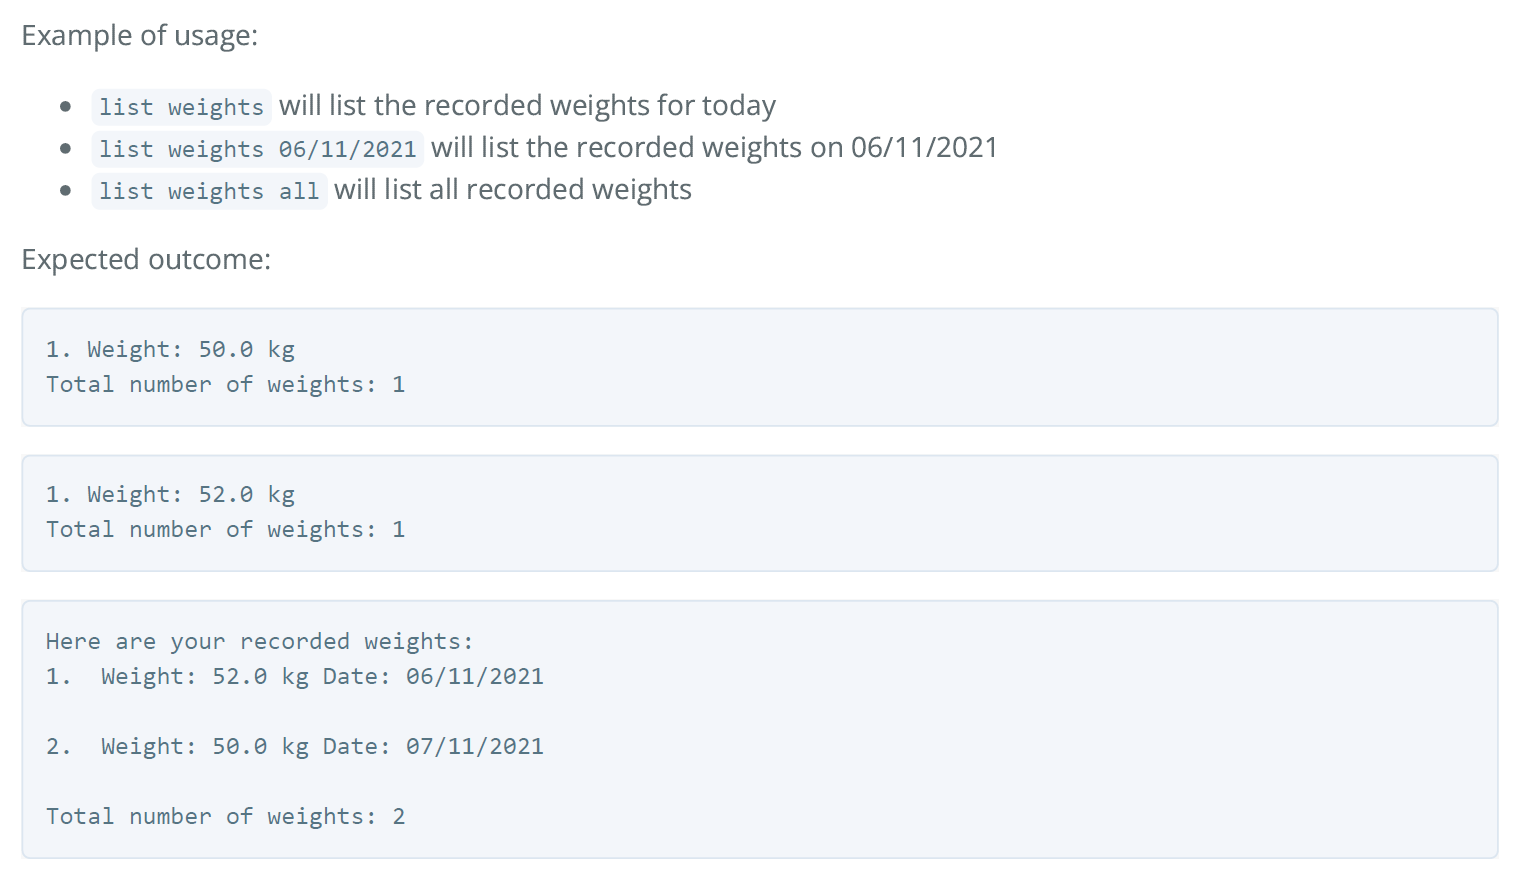 Example of usage:
list weights will list the recorded weights for today
list weights 06/11/2021 will list the recorded weights on 06/11/2021
list weights all will list all recorded weights
Expected outcome:
1. Weight: 50.0 kg
Total number of weights: 1
1. Weight: 52.0 kg
Total number of weights: 1
Here are your recorded weights:
1.  Weight: 52.0 kg Date: 06/11/2021
2.  Weight: 50.0 kg Date: 07/11/2021
Total number of weights: 2